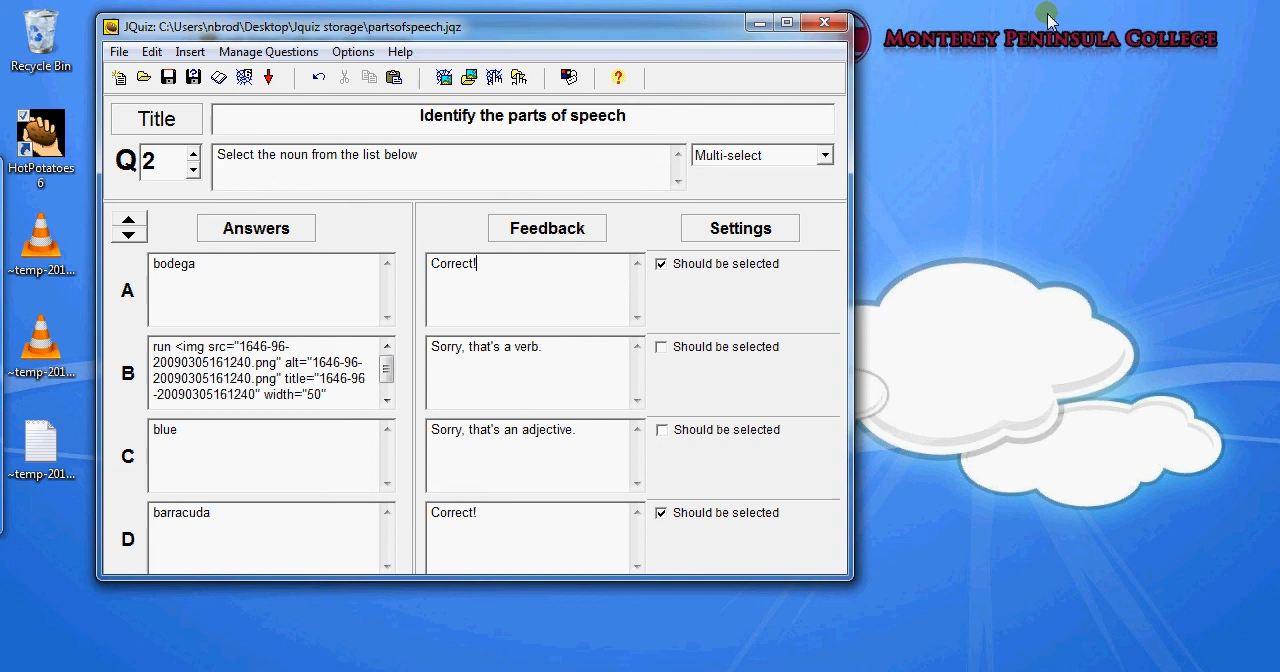 JQuiz: C:\Users\nbrod\Desktop\Jquiz storage\partsofspeech.jqz
File Edit Insert Manage Questions Options Help
Title
Identify the parts of speech
Q 2
Select the noun from the list below
Multi-select
Answers
Feedback
Settings
A
bodega
Correct!
Should be selected
B
run <img src="1646-96-
20090305161240.png" alt="1646-96-
20090305161240.png" title="1646-96
-20090305161240" width="50"
Sorry, that's a verb.
Should be selected
C
blue
Sorry, that's an adjective.
Should be selected
D
barracuda
Correct!
Should be selected
Recycle Bin
HotPotatoes
6
~temp-201...
~temp-201...
~temp-201...
Monterey Peninsula College